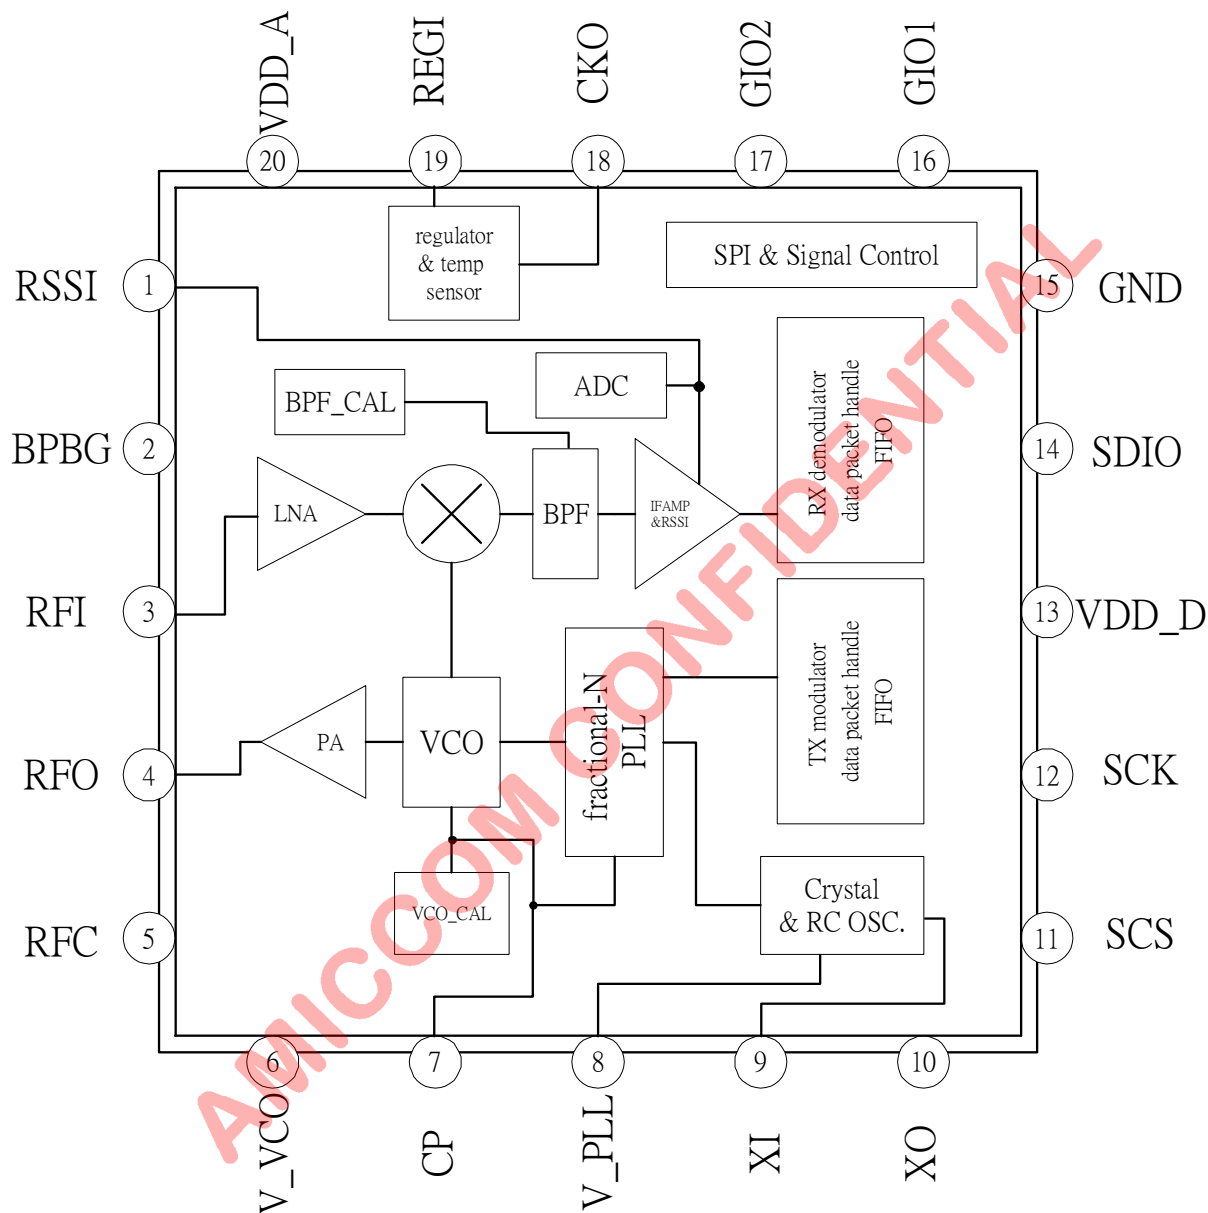 VDD_A
REGI
CKO
GIO2
GIO1
20
19
18
17
16
regulator
& temp
sensor
SPI & Signal Control
RSSI
1
15
GND
BPF_CAL
ADC
RX demodulator
data packet handle
FIFO
BPBG
2
14
SDIO
LNA
BPF
IFAMP
&RSSI
RFI
3
13
VDD_D
fractional-N
PLL
TX modulator
data packet handle
FIFO
PA
VCO
RFO
4
12
SCK
VCO_CAL
Crystal
& RC OSC.
RFC
5
11
SCS
6
7
8
9
10
V_VCO
CP
V_PLL
XI
XO
AMICCOM CONFIDENTIAL